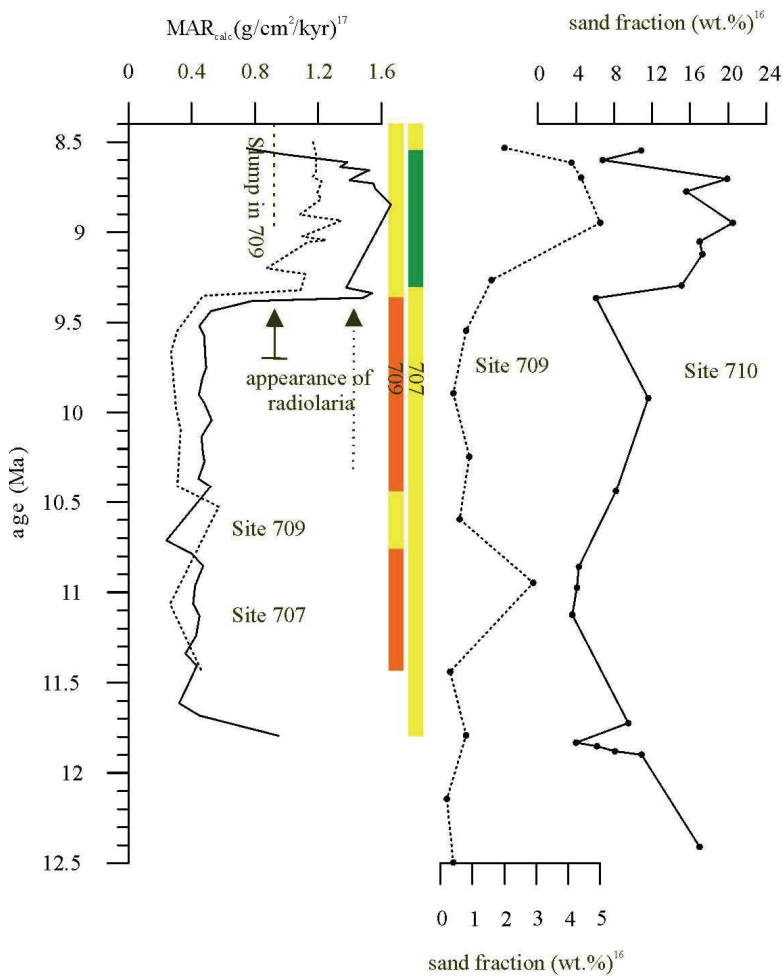 MAR_calc(g/cm²/kyr)¹⁷
sand fraction (wt.%)¹⁶
0 0.4 0.8 1.2 1.6
0 4 8 12 16 20 24
8.5
9
9.5
10
10.5
11
11.5
12
12.5
age (Ma)
Slump in 709
appearance of
radiolaria
709
707
Site 709
Site 707
Site 709
Site 710
0 1 2 3 4 5
sand fraction (wt.%)¹⁶